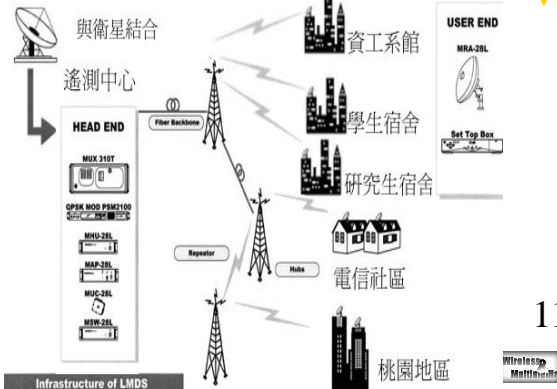 與衛星結合
遙測中心
HEAD END
MUX 310T
QPSK MOD PSM2100
MHU-28L
MAP-28L
MUC-28L
MSW-28L
Infrastructure of LMDS
Fiber Backbone
Repeator
Hubs
資工系館
學生宿舍
研究生宿舍
電信社區
桃園地區
USER END
MRA-28L
Set Top Box
11
Wireless
Multimedia